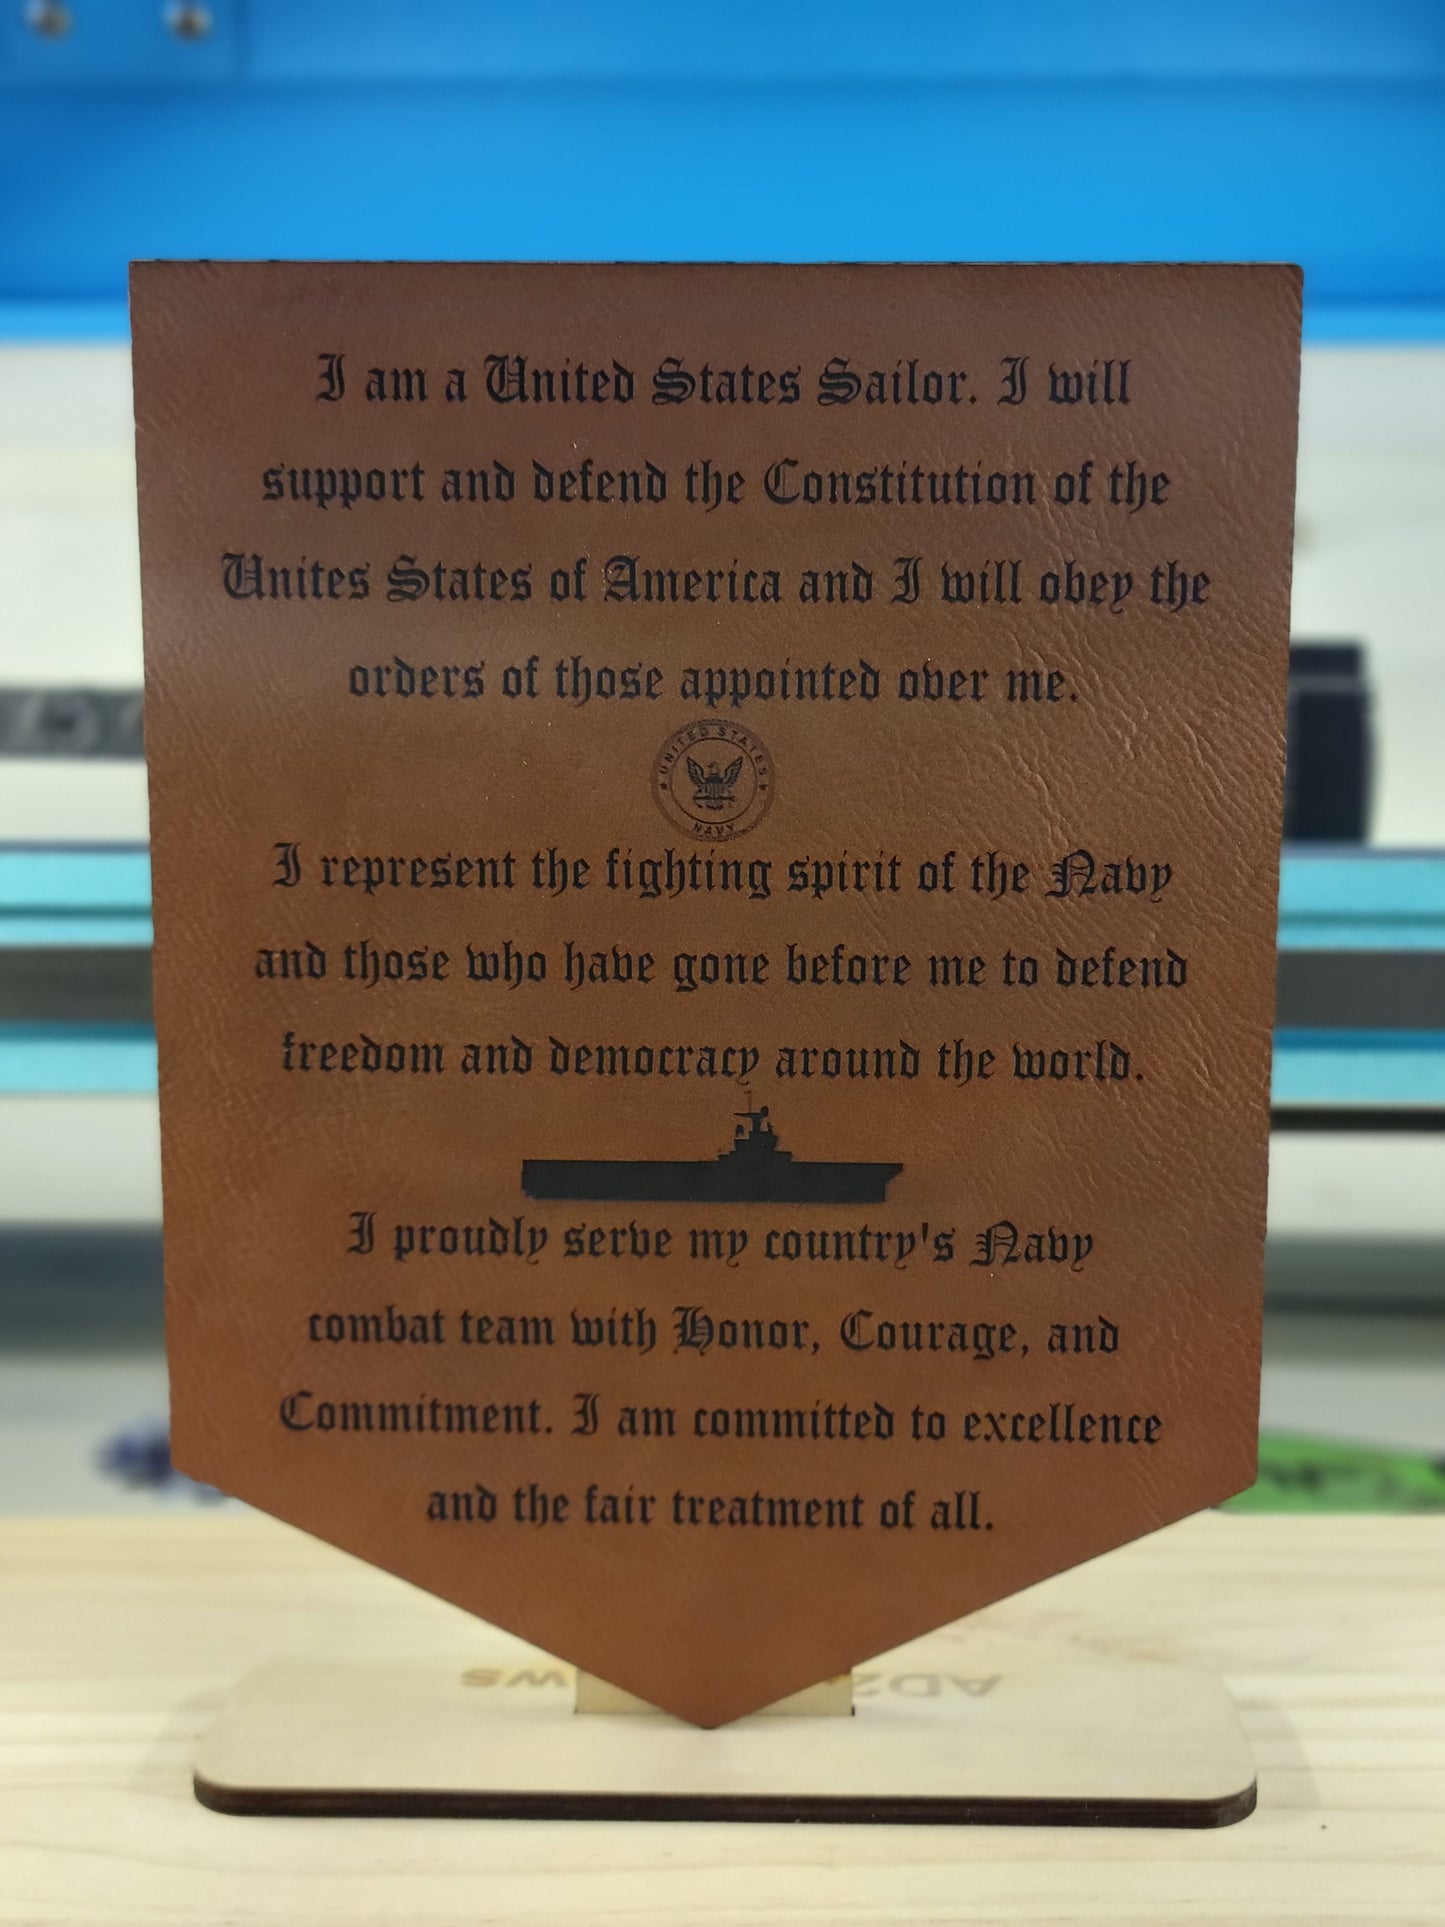 I am a United States Sailor. I will
support and defend the Constitution of the
Unites States of America and I will obey the
orders of those appointed over me.
UNITED STATES
NAVY
I represent the fighting spirit of the Navy
and those who have gone before me to defend
freedom and democracy around the world.
I proudly serve my country's Navy
combat team with Honor, Courage, and
Commitment. I am committed to excellence
and the fair treatment of all.